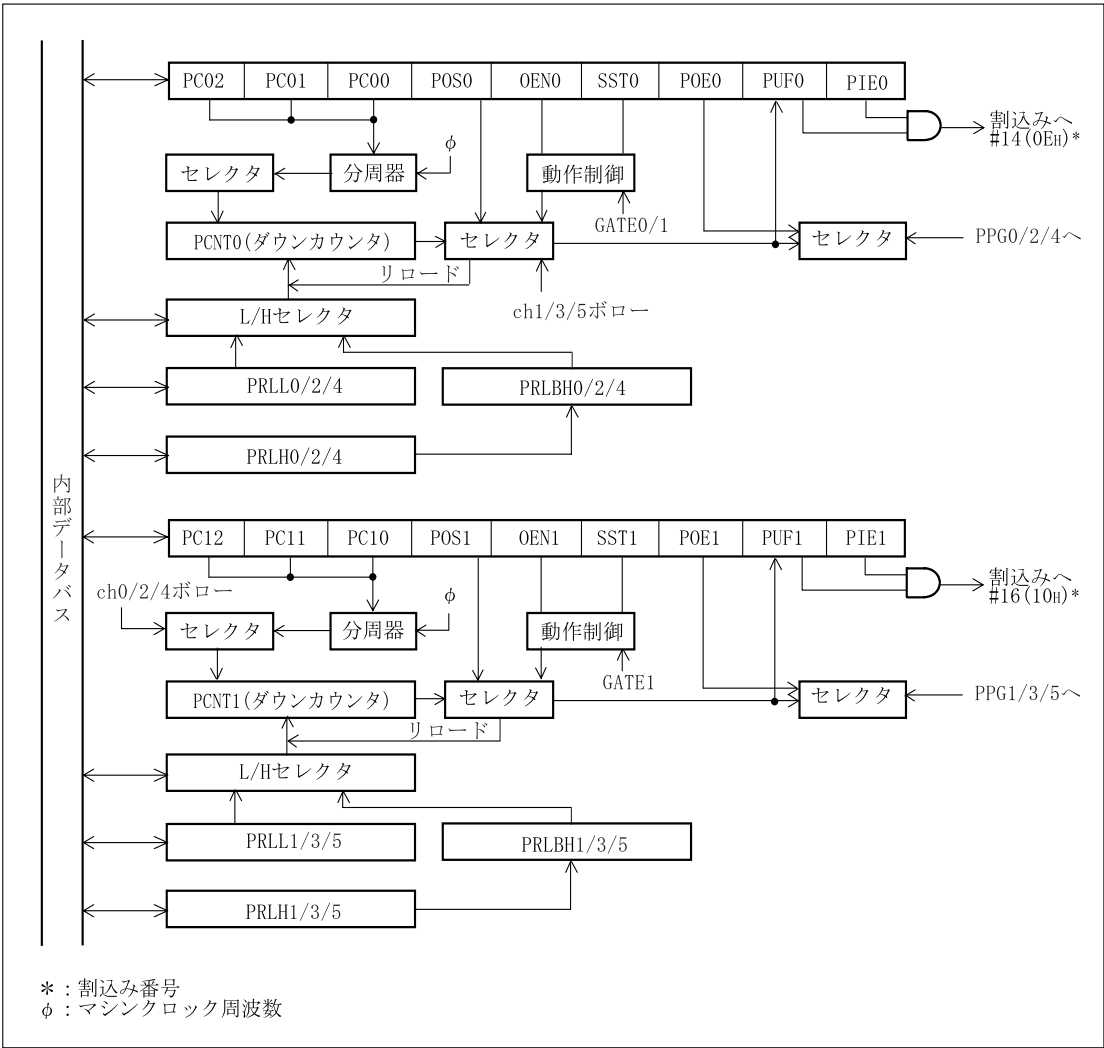 PC02 PC01 PC00 POS0 OEN0 SST0 POE0 PUF0 PIE0
割込みへ
#14(0EH)*
φ
セレクタ 分周器 動作制御
GATE0/1
PCNT0(ダウンカウンタ) セレクタ セレクタ PPG0/2/4へ
リロード
ch1/3/5ボロー
L/Hセレクタ
PRLL0/2/4 PRLBH0/2/4
PRLH0/2/4
内部データバス
PC12 PC11 PC10 POS1 OEN1 SST1 POE1 PUF1 PIE1
割込みへ
#16(10H)*
ch0/2/4ボロー φ
セレクタ 分周器 動作制御
GATE1
PCNT1(ダウンカウンタ) セレクタ セレクタ PPG1/3/5へ
リロード
L/Hセレクタ
PRLL1/3/5 PRLBH1/3/5
PRLH1/3/5
*：割込み番号
φ：マシンクロック周波数